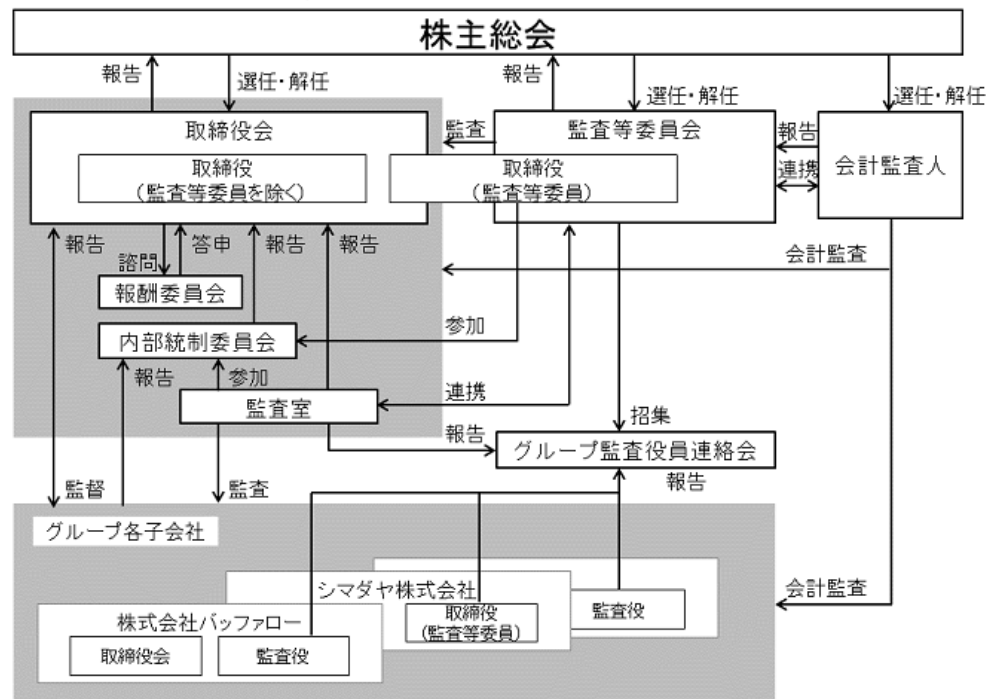 株主総会
報告
選任・解任
報告
選任・解任
選任・解任
取締役会
取締役
(監査等委員を除く)
監査
監査等委員会
取締役
(監査等委員)
報告
連携
会計監査人
報告
諮問
答申
報告
報告
会計監査
報酬委員会
内部統制委員会
参加
報告
参加
監査室
連携
招集
報告
グループ監査役員連絡会
報告
監督
監査
グループ各子会社
シマダヤ株式会社
取締役
(監査等委員)
監査役
会計監査
株式会社バッファロー
取締役会
監査役